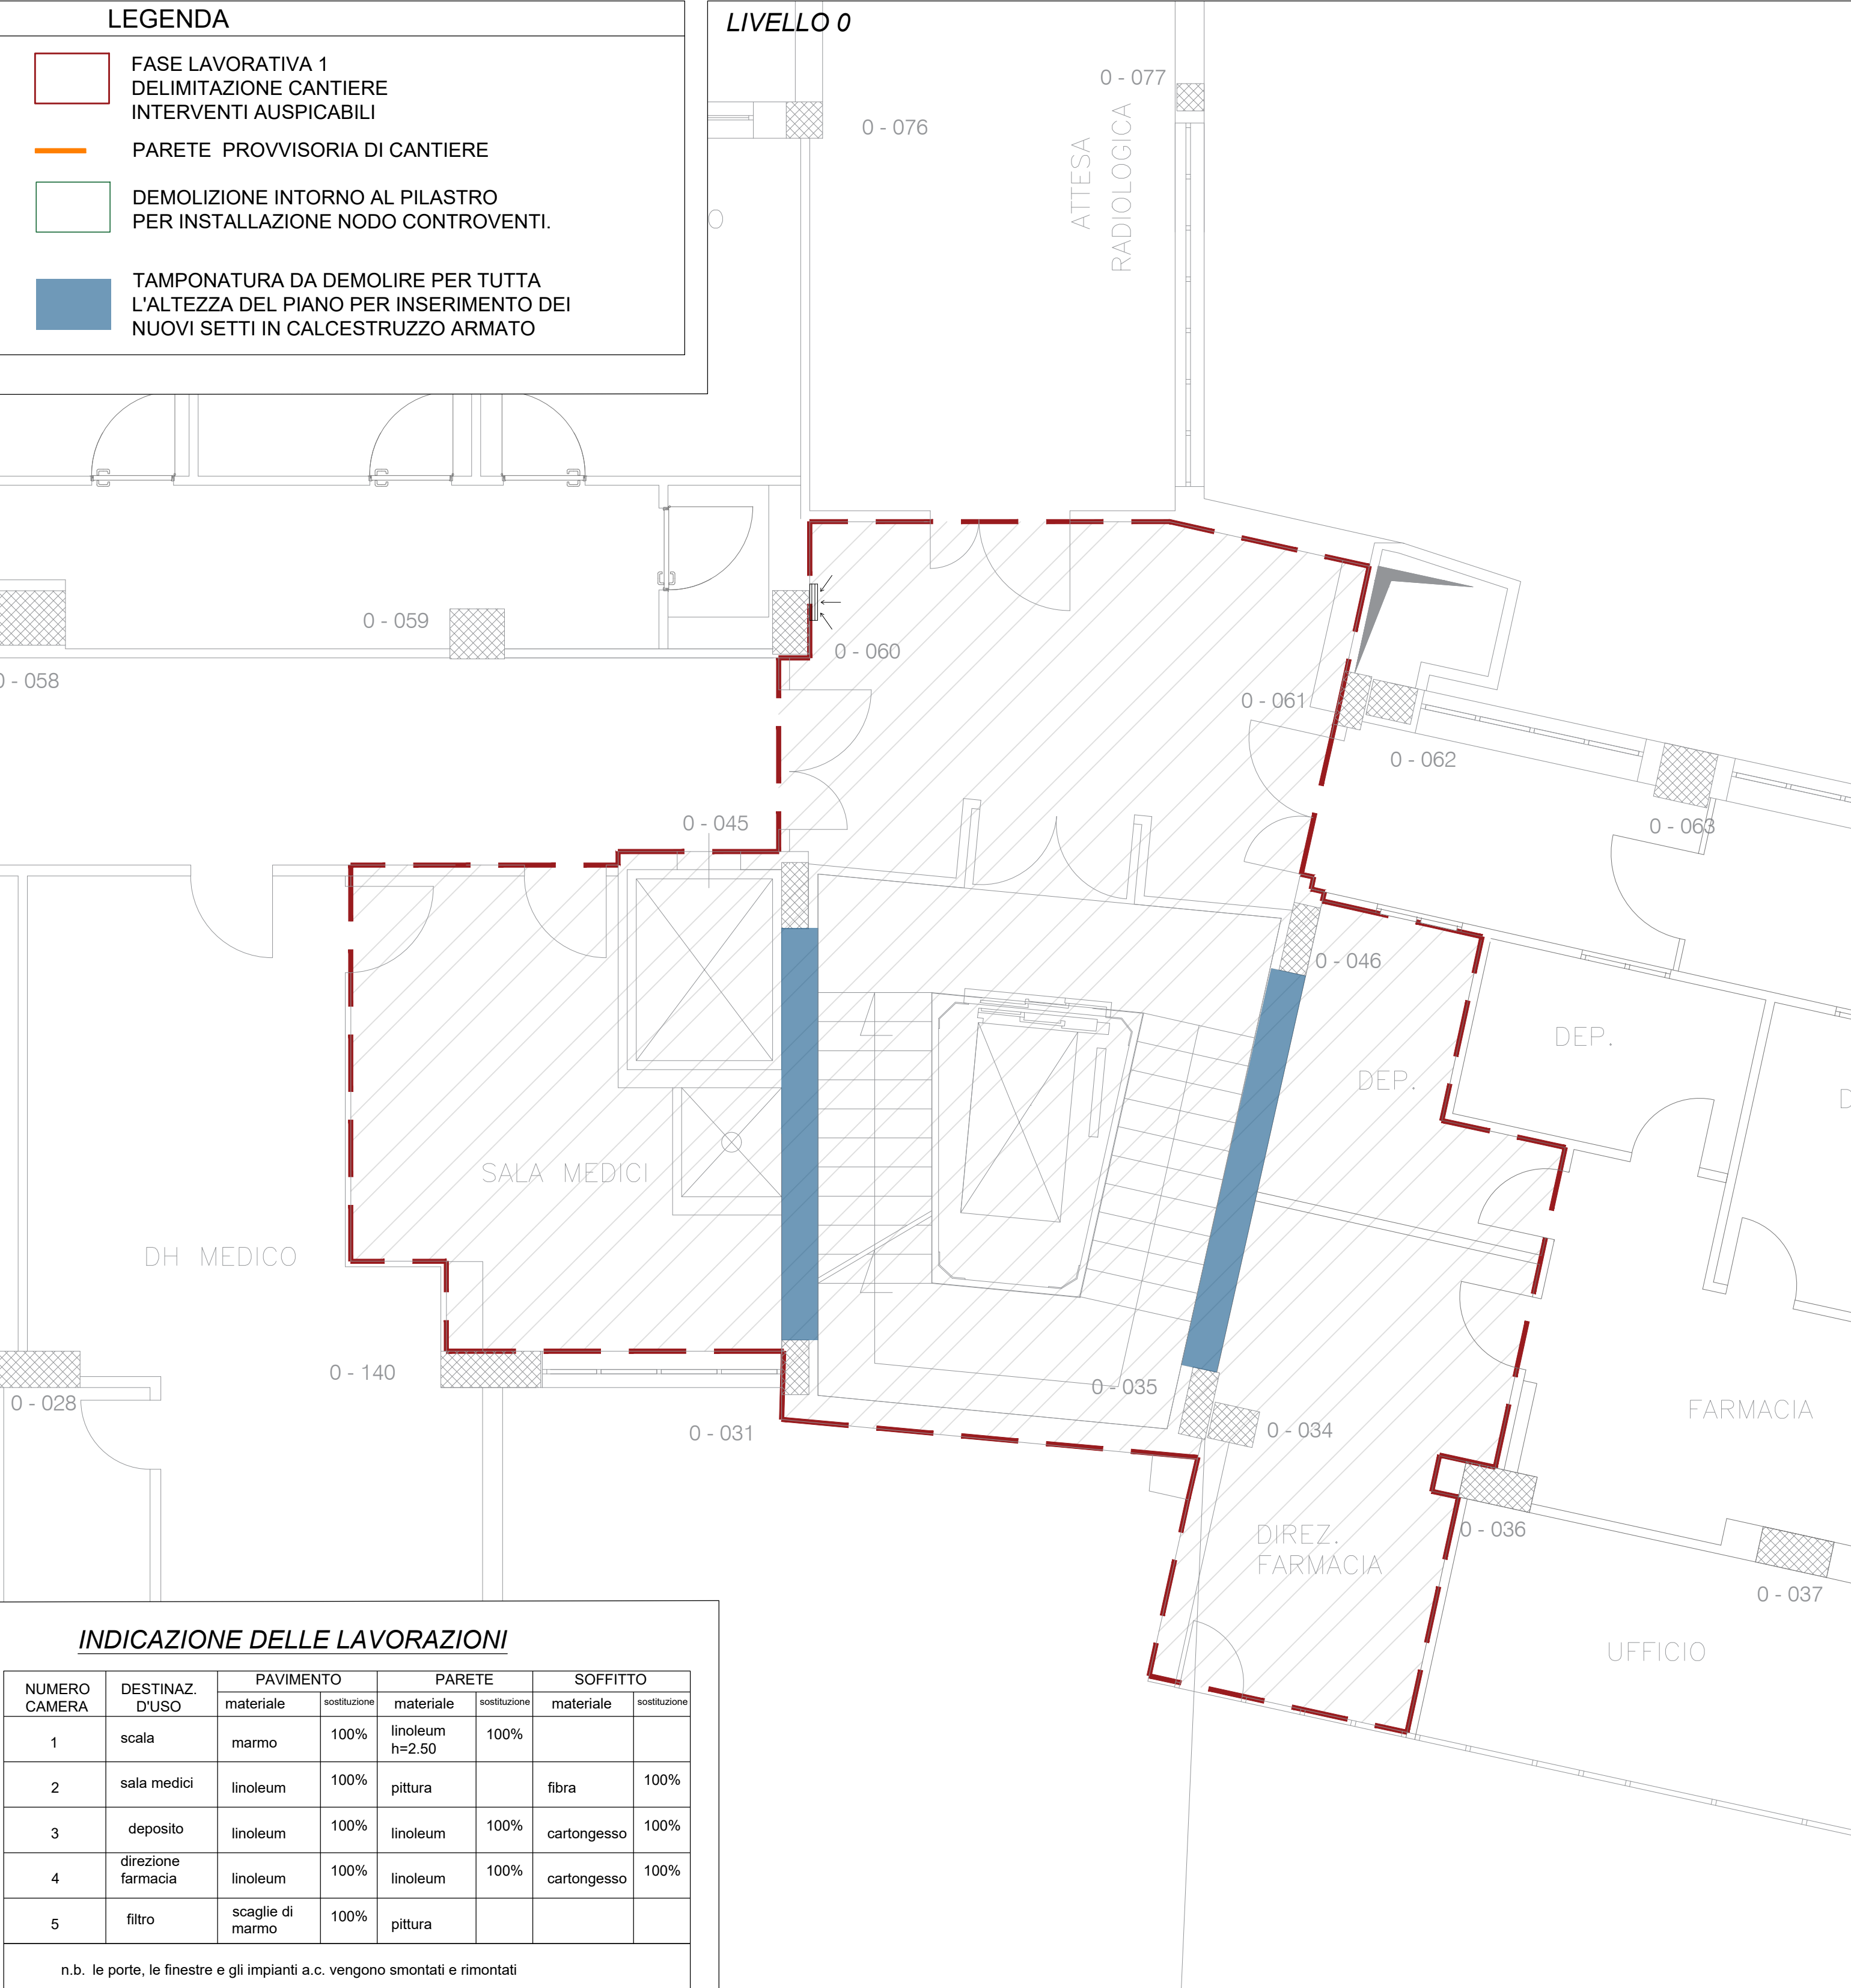 LEGENDA
FASE LAVORATIVA 1
DELIMITAZIONE CANTIERE
INTERVENTI AUSPICABILI
PARETE PROVVISORIA DI CANTIERE
DEMOLIZIONE INTORNO AL PILASTRO
PER INSTALLAZIONE NODO CONTROVENTI.
TAMPONATURA DA DEMOLIRE PER TUTTA
L'ALTEZZA DEL PIANO PER INSERIMENTO DEI
NUOVI SETTI IN CALCESTRUZZO ARMATO
LIVELLO 0
0 - 077
0 - 076
ATTESA
RADIOLOGICA
O
0 - 059
0 - 060
0 - 058
0 - 061
0 - 062
0 - 063
0 - 045
0 - 046
DEP.
DEP.
D
SALA MEDICI
DH MEDICO
0 - 140
0 - 028
0 - 031
0 - 035
0 - 034
FARMACIA
0 - 036
DIREZ.
FARMACIA
0 - 037
UFFICIO
INDICAZIONE DELLE LAVORAZIONI
NUMERO CAMERA DESTINAZ. D'USO PAVIMENTO PARETE SOFFITTO
materiale sostituzione materiale sostituzione materiale sostituzione
1 scala marmo 100% linoleum h=2.50 100%
2 sala medici linoleum 100% pittura fibra 100%
3 deposito linoleum 100% linoleum 100% cartongesso 100%
4 direzione farmacia linoleum 100% linoleum 100% cartongesso 100%
5 filtro scaglie di marmo 100% pittura
n.b. le porte, le finestre e gli impianti a.c. vengono smontati e rimontati